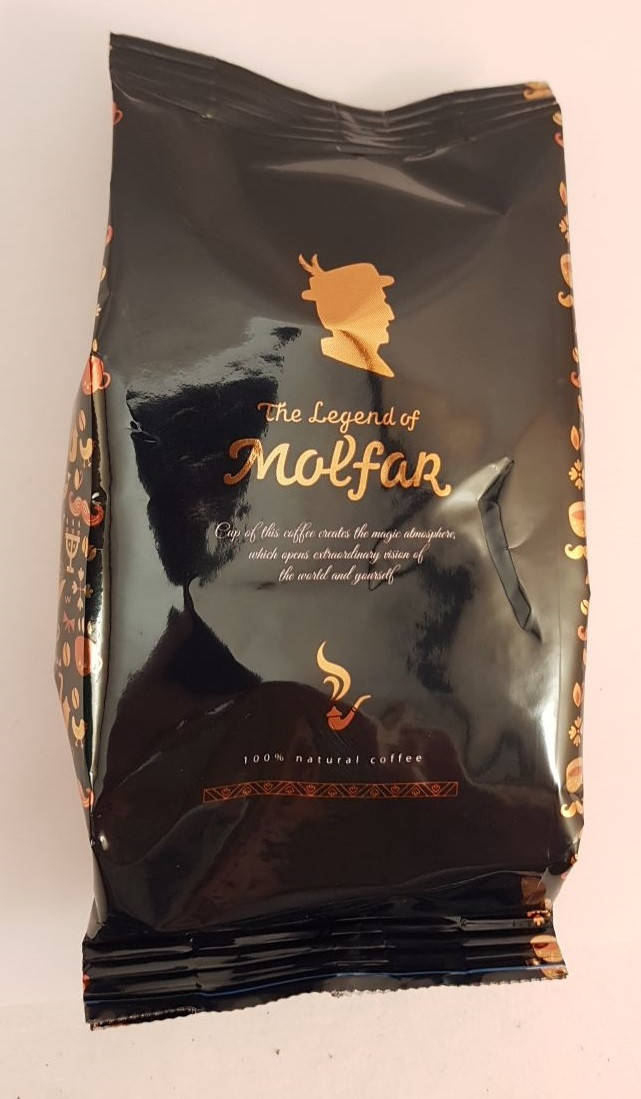 The Legend of
Molfar
Cup of this coffee creates the magic atmosphere,
which opens extraordinary vision of
the world and yourself
100% natural coffee